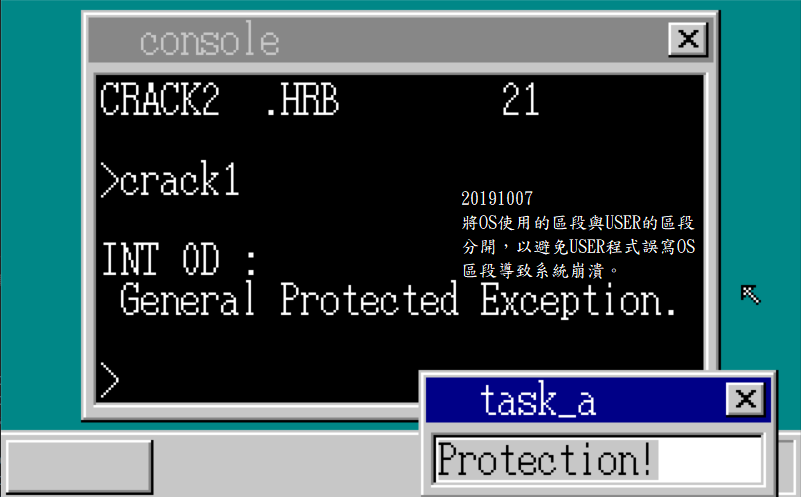 console
CRACK2 .HRB 21
>crack1
20191007
將OS使用的區段與USER的區段
分開，以避免USER程式誤寫OS
區段導致系統崩潰。
INT 0D :
General Protected Exception.
>
task_a
Protection!